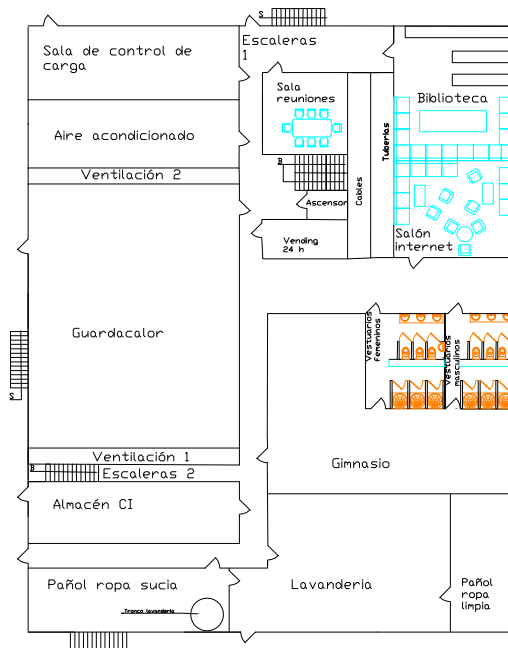 S
Escaleras
1
Sala de control de
carga
Sala
reuniones
Biblioteca
Aire acondicionado
Tuberías
B
Ventilación 2
Cables
Ascensor
Salón
internet
Vending
24 h
Guardacalor
Vestuarios
femeninos
Vestuarios
masculinos
S
Ventilación 1
Gimnasio
B
Escaleras 2
Almacén CI
Pañol ropa sucia
Lavanderia
Pañol
ropa
limpia
Tronco lavandería